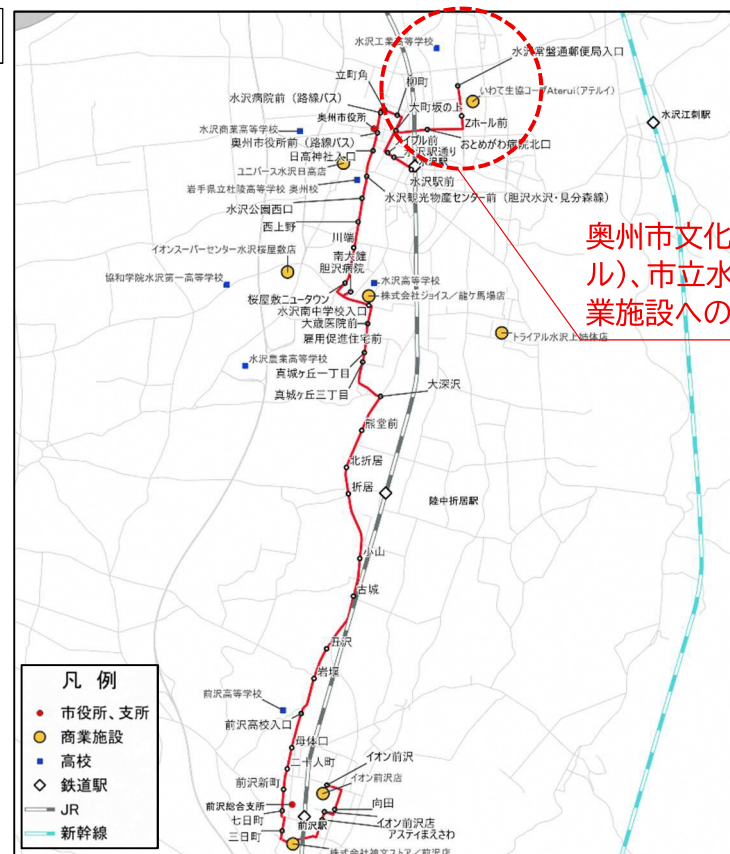 水沢工業高等学校
水沢常盤通郵便局入口
立町角
柳町
いわて生協コープAterui(アテルイ)
水沢病院前（路線バス）
大町坂の上
奥州市役所
Zホール前
水沢江刺駅
水沢商業高等学校
奥州市役所前（路線バス）
イプル前
おとめがわ病院北口
水沢駅通り
日高神社入口
水沢駅
ユニバース水沢日高店
水沢駅前
岩手県立杜陵高等学校 奥州校
水沢観光物産センター前（胆沢水沢・見分森線）
水沢公園西口
西上野
奥州市文化
ル)、市立水
業施設への
川端
イオンスーパーセンター水沢桜屋敷店
南大鐘
胆沢病院
協和学院水沢第一高等学校
水沢高等学校
桜屋敷ニュータウン
株式会社ジョイス／龍ケ馬場店
水沢南中学校入口
大歳医院前
雇用促進住宅前
トライアル水沢上姉体店
水沢農業高等学校
真城ヶ丘一丁目
真城ヶ丘三丁目
大深沢
熊堂前
北折居
折居
陸中折居駅
小山
古城
丑沢
岩堰
前沢高等学校
前沢高校入口
母体口
二十人町
イオン前沢
前沢新町
イオン前沢店
前沢総合支所
向田
七日町
前沢駅
イオン前沢店
アスティまえさわ
三日町
凡 例
市役所、支所
商業施設
高校
鉄道駅
JR
新幹線